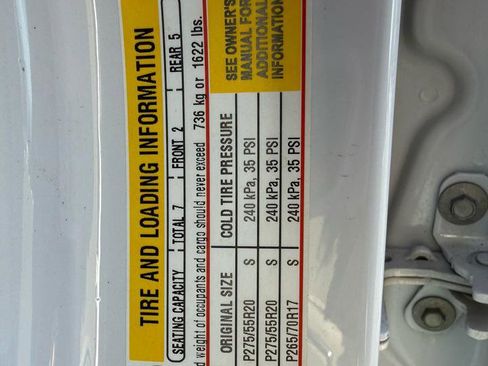 TIRE AND LOADING INFORMATION
SEATING CAPACITY TOTAL 7 FRONT 2 REAR 5
weight of occupants and cargo should never exceed 736 kg or 1622 lbs.
ORIGINAL SIZE COLD TIRE PRESSURE
P275/55R20 S 240 kPa, 35 PSI
P275/55R20 S 240 kPa, 35 PSI
P265/70R17 S 240 kPa, 35 PSI
SEE OWNER'S
MANUAL FOR
ADDITIONAL
INFORMATION